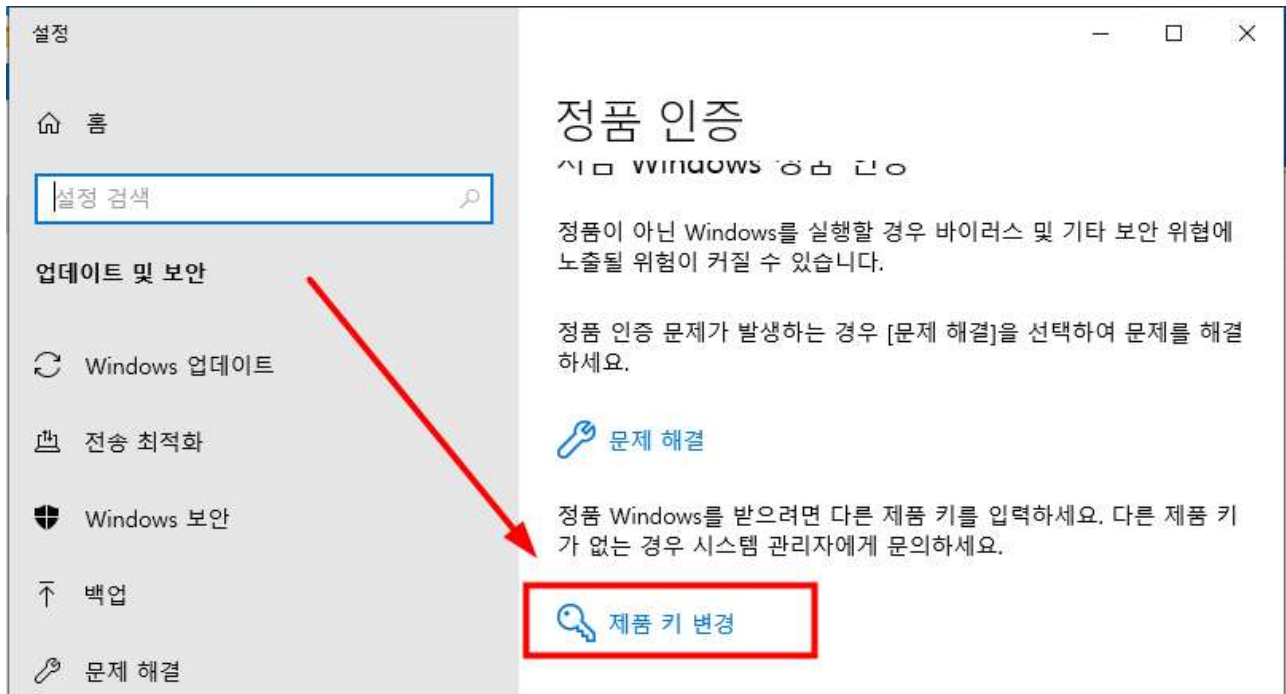 설정
홈
설정 검색
업데이트 및 보안
Windows 업데이트
전송 최적화
Windows 보안
백업
문제 해결
정품 인증
지금 Windows 정품 인증
정품이 아닌 Windows를 실행할 경우 바이러스 및 기타 보안 위협에
노출될 위험이 커질 수 있습니다.
정품 인증 문제가 발생하는 경우 [문제 해결]을 선택하여 문제를 해결
하세요.
문제 해결
정품 Windows를 받으려면 다른 제품 키를 입력하세요. 다른 제품 키
가 없는 경우 시스템 관리자에게 문의하세요.
제품 키 변경